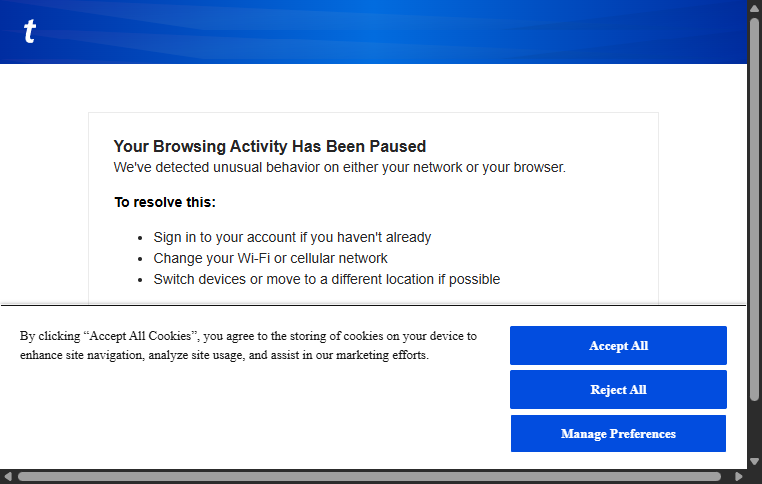 t
Your Browsing Activity Has Been Paused
We've detected unusual behavior on either your network or your browser.
To resolve this:
• Sign in to your account if you haven't already
• Change your Wi-Fi or cellular network
• Switch devices or move to a different location if possible
By clicking “Accept All Cookies”, you agree to the storing of cookies on your device to
enhance site navigation, analyze site usage, and assist in our marketing efforts.
Accept All
Reject All
Manage Preferences